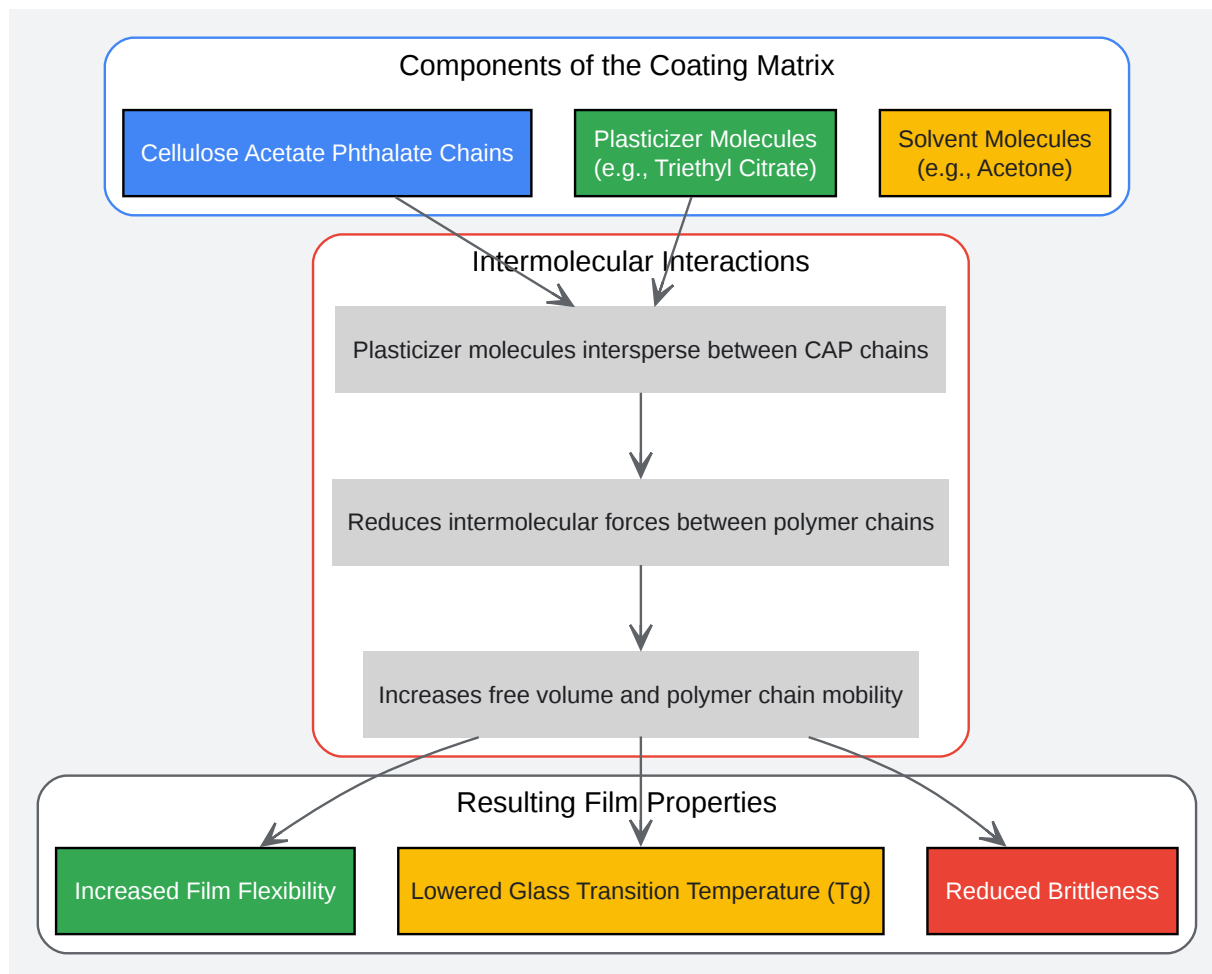 Components of the Coating Matrix
Cellulose Acetate Phthalate Chains
Plasticizer Molecules
(e.g., Triethyl Citrate)
Solvent Molecules
(e.g., Acetone)
Intermolecular Interactions
Plasticizer molecules intersperse between CAP chains
Reduces intermolecular forces between polymer chains
Increases free volume and polymer chain mobility
Resulting Film Properties
Increased Film Flexibility
Lowered Glass Transition Temperature (Tg)
Reduced Brittleness